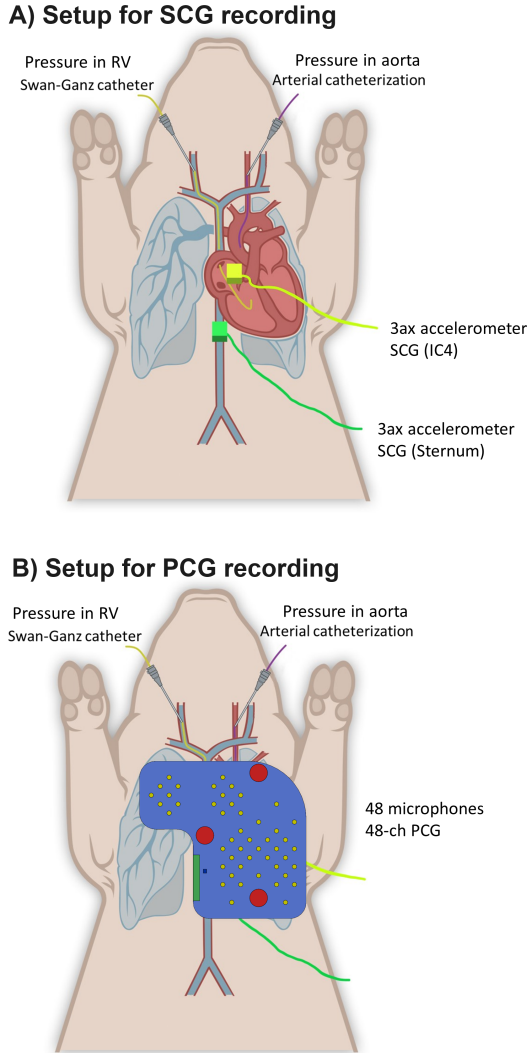 A) Setup for SCG recording
Pressure in RV
Swan-Ganz catheter
Pressure in aorta
Arterial catheterization
3ax accelerometer
SCG (IC4)
3ax accelerometer
SCG (Sternum)
B) Setup for PCG recording
Pressure in RV
Swan-Ganz catheter
Pressure in aorta
Arterial catheterization
48 microphones
48-ch PCG